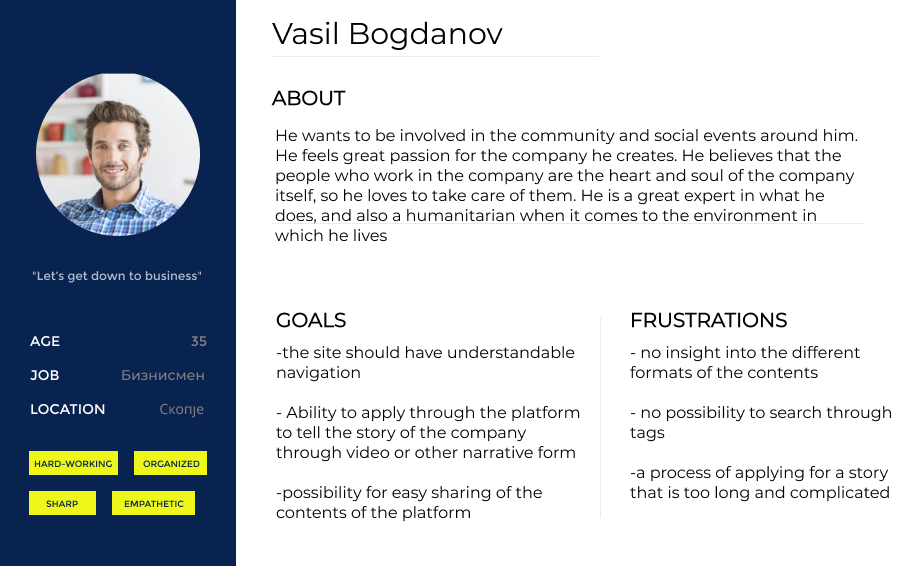 Vasil Bogdanov
ABOUT
He wants to be involved in the community and social events around him.
He feels great passion for the company he creates. He believes that the
people who work in the company are the heart and soul of the company
itself, so he loves to take care of them. He is a great expert in what he
does, and also a humanitarian when it comes to the environment in
which he lives
"Let's get down to business"
AGE 35
JOB Бизнисмен
LOCATION Скопје
HARD-WORKING ORGANIZED
SHARP EMPATHETIC
GOALS
-the site should have understandable
navigation
- Ability to apply through the platform
to tell the story of the company
through video or other narrative form
-possibility for easy sharing of the
contents of the platform
FRUSTRATIONS
- no insight into the different
formats of the contents
- no possibility to search through
tags
-a process of applying for a story
that is too long and complicated